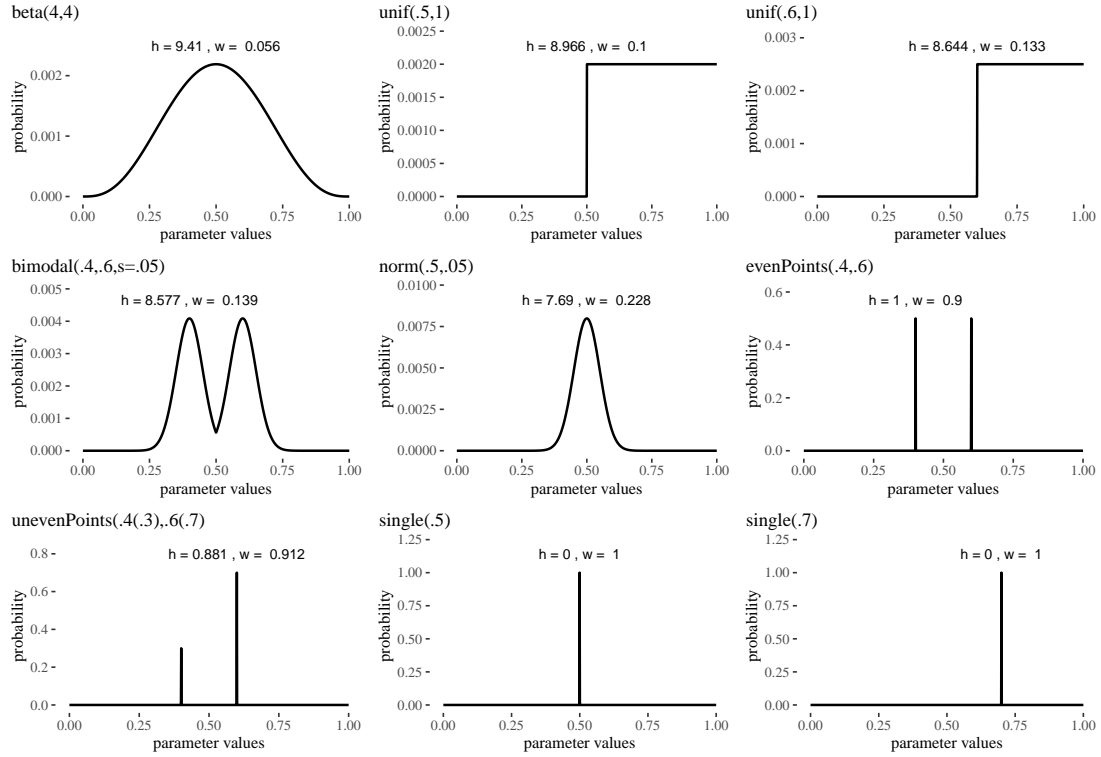 beta(4,4)
h = 9.41 , w = 0.056
probability
0.002
0.001
0.000
0.00 0.25 0.50 0.75 1.00
parameter values
unif(.5,1)
h = 8.966 , w = 0.1
probability
0.0025
0.0020
0.0015
0.0010
0.0005
0.0000
0.00 0.25 0.50 0.75 1.00
parameter values
unif(.6,1)
h = 8.644 , w = 0.133
probability
0.003
0.002
0.001
0.000
0.00 0.25 0.50 0.75 1.00
parameter values
bimodal(.4,.6,s=.05)
h = 8.577 , w = 0.139
probability
0.005
0.004
0.003
0.002
0.001
0.000
0.00 0.25 0.50 0.75 1.00
parameter values
norm(.5,.05)
h = 7.69 , w = 0.228
probability
0.0100
0.0075
0.0050
0.0025
0.0000
0.00 0.25 0.50 0.75 1.00
parameter values
evenPoints(.4,.6)
h = 1 , w = 0.9
probability
0.6
0.4
0.2
0.0
0.00 0.25 0.50 0.75 1.00
parameter values
unevenPoints(.4(.3),.6(.7)
h = 0.881 , w = 0.912
probability
0.8
0.6
0.4
0.2
0.0
0.00 0.25 0.50 0.75 1.00
parameter values
single(.5)
h = 0 , w = 1
probability
1.25
1.00
0.75
0.50
0.25
0.00
0.00 0.25 0.50 0.75 1.00
parameter values
single(.7)
h = 0 , w = 1
probability
1.25
1.00
0.75
0.50
0.25
0.00
0.00 0.25 0.50 0.75 1.00
parameter values